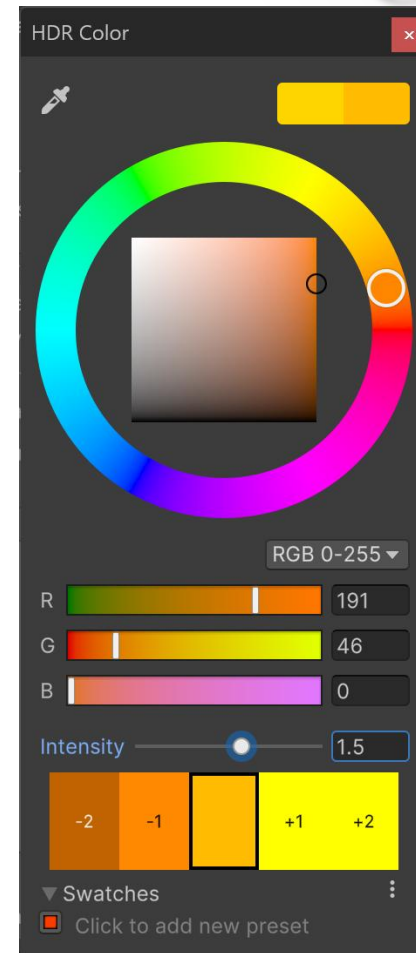 HDR Color
×
RGB 0-255
R 191
G 46
B 0
Intensity 1.5
-2 -1 +1 +2
Swatches
Click to add new preset